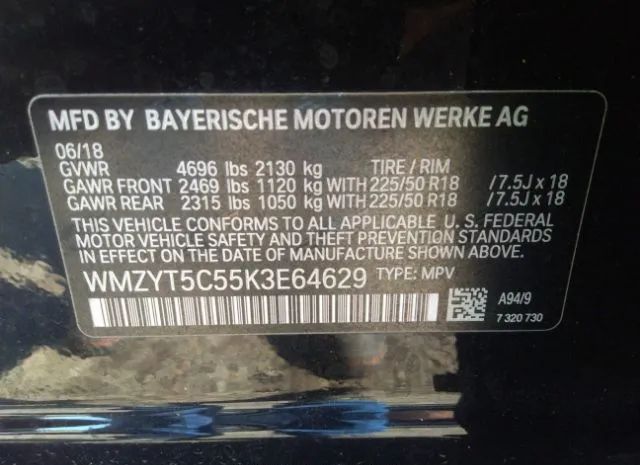 MFD BY BAYERISCHE MOTOREN WERKE AG
06/18
GVWR 4696 lbs 2130 kg TIRE / RIM
GAWR FRONT 2469 lbs 1120 kg WITH 225/50 R18 /7.5J x 18
GAWR REAR 2315 lbs 1050 kg WITH 225/50 R18 /7.5J x 18
THIS VEHICLE CONFORMS TO ALL APPLICABLE U. S. FEDERAL
MOTOR VEHICLE SAFETY AND THEFT PREVENTION STANDARDS
IN EFFECT ON THE DATE OF MANUFACTURE SHOWN ABOVE.
WMZYT5C55K3E64629 TYPE: MPV
A94/9
7 320 730